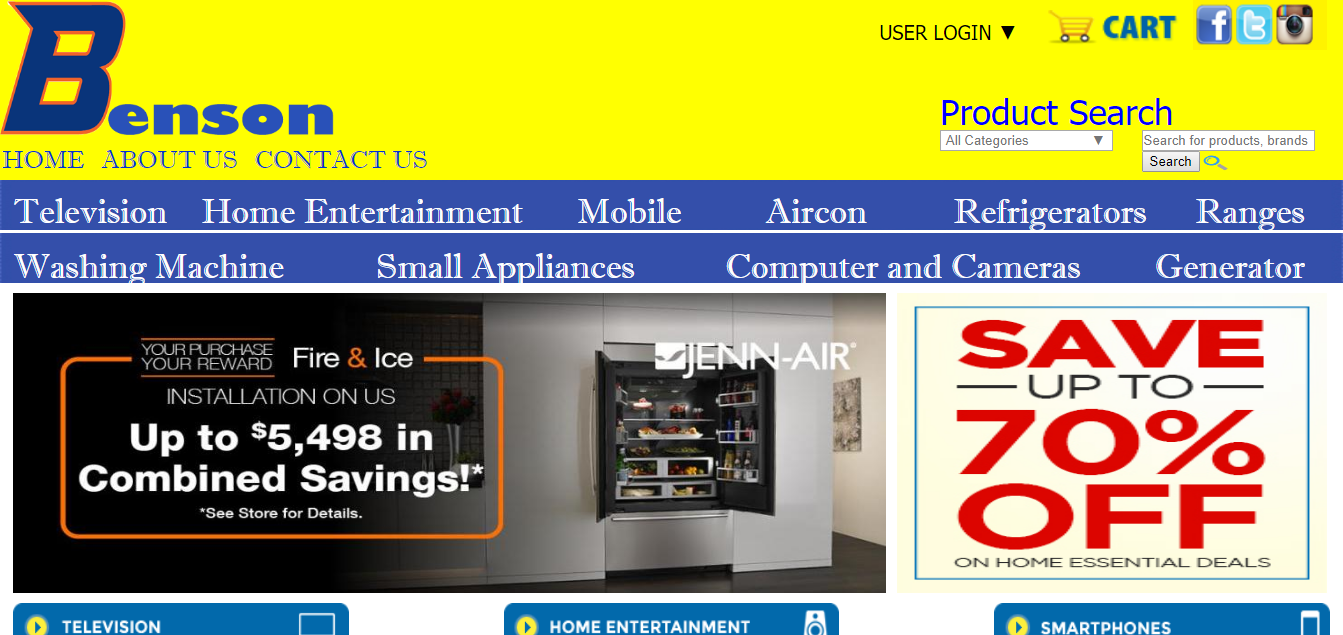 Benson
USER LOGIN ▼
CART
Product Search
All Categories ▼
Search for products, brands
Search
HOME ABOUT US CONTACT US
Television Home Entertainment Mobile Aircon Refrigerators Ranges
Washing Machine Small Appliances Computer and Cameras Generator
YOUR PURCHASE
YOUR REWARD
Fire & Ice
INSTALLATION ON US
Up to $5,498 in
Combined Savings!*
*See Store for Details.
JENN-AIR®
SAVE
UP TO
70%
OFF
ON HOME ESSENTIAL DEALS
TELEVISION
HOME ENTERTAINMENT
SMARTPHONES